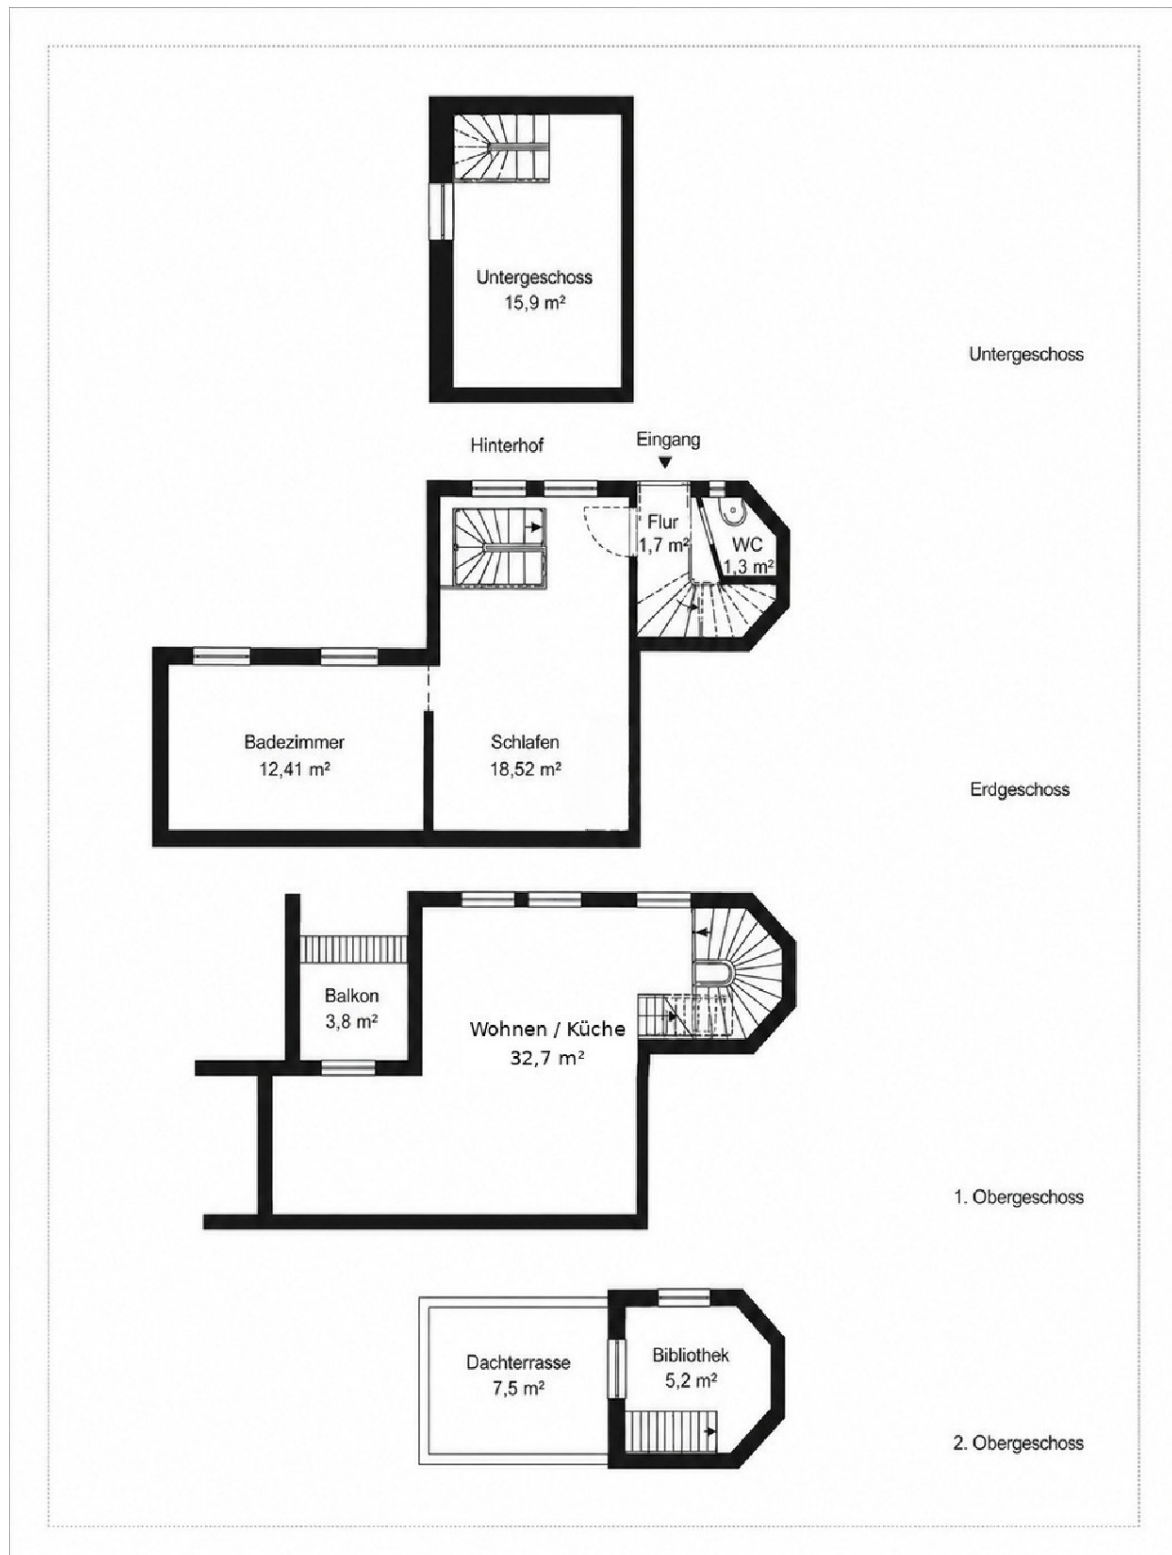 Untergeschoss
15,9 m²
Untergeschoss
Hinterhof
Eingang
Flur
1,7 m²
WC
1,3 m²
Badezimmer
12,41 m²
Schlafen
18,52 m²
Erdgeschoss
Balkon
3,8 m²
Wohnen / Küche
32,7 m²
1. Obergeschoss
Dachterrasse
7,5 m²
Bibliothek
5,2 m²
2. Obergeschoss